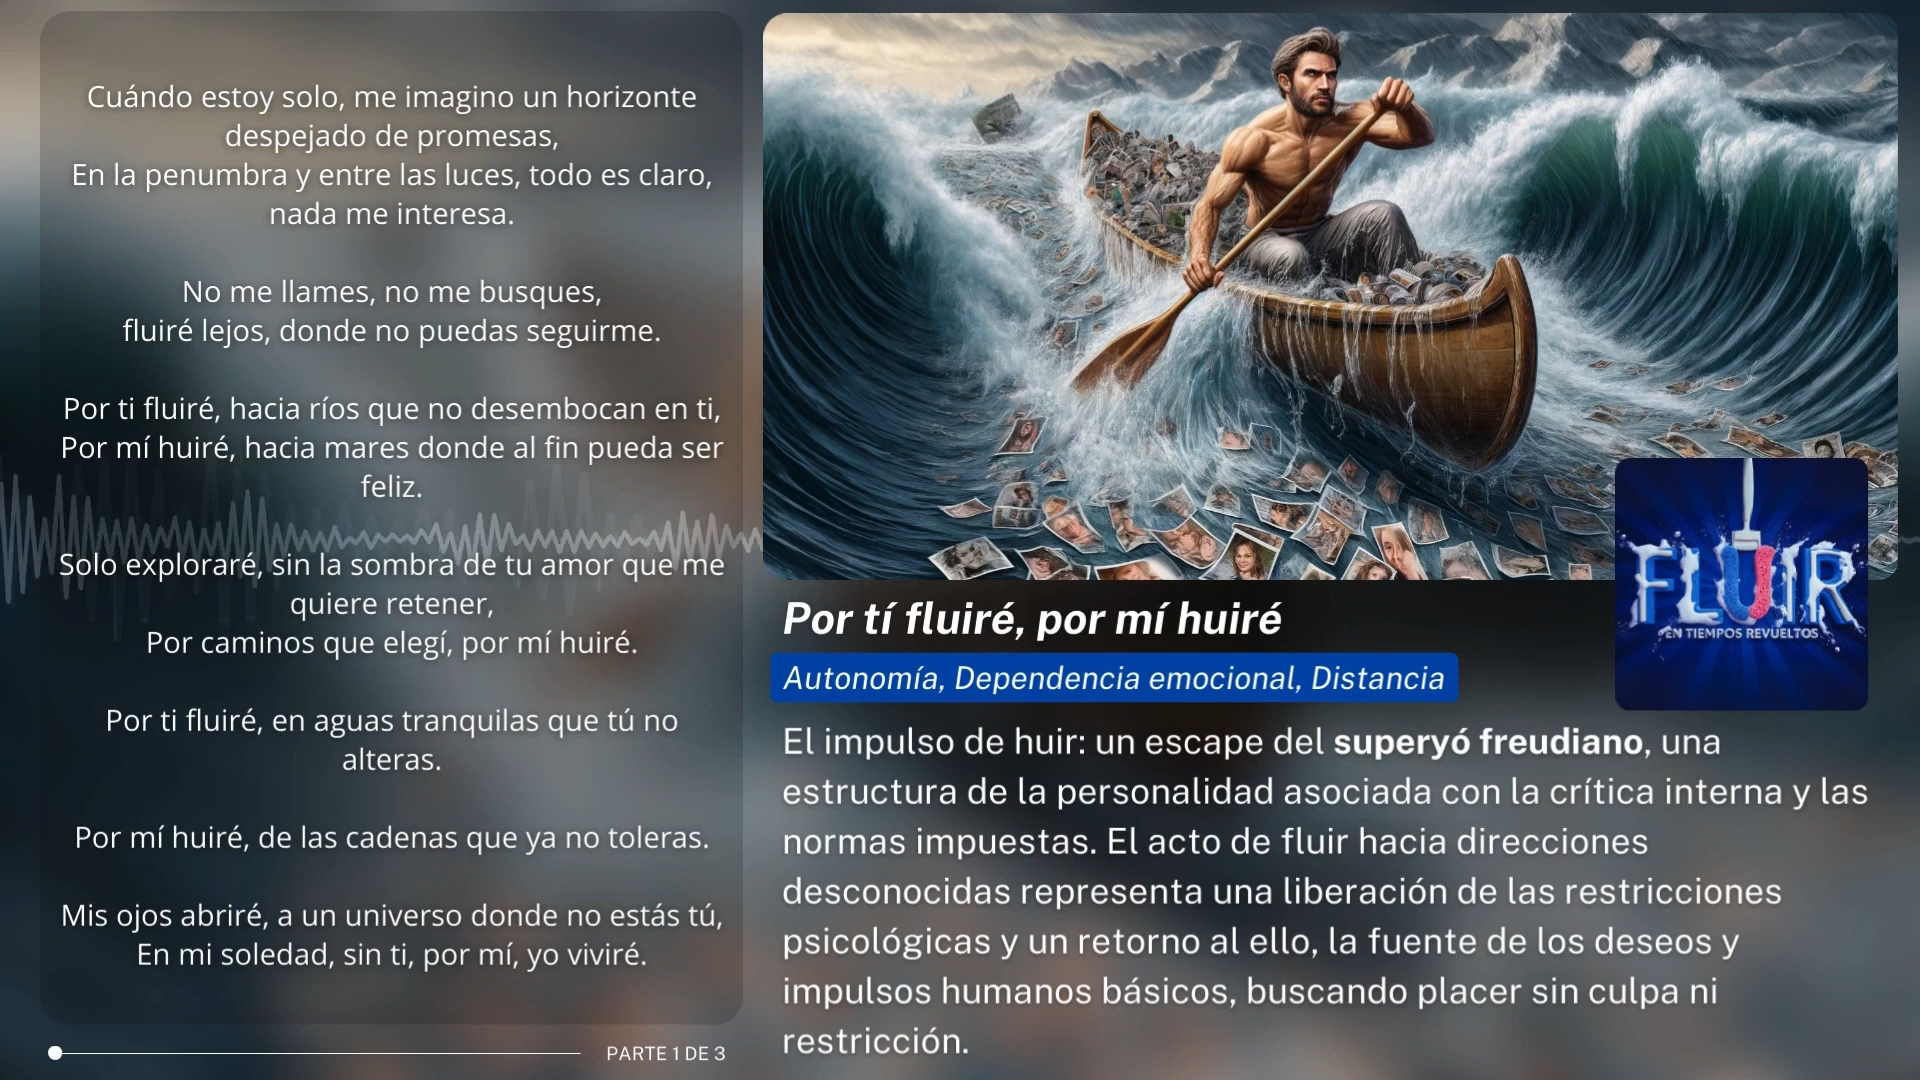 Cuándo estoy solo, me imagino un horizonte
despejado de promesas,
En la penumbra y entre las luces, todo es claro,
nada me interesa.
No me llames, no me busques,
fluiré lejos, donde no puedas seguirme.
Por ti fluiré, hacia ríos que no desembocan en ti,
Por mí huiré, hacia mares donde al fin pueda ser
feliz.
Solo exploraré, sin la sombra de tu amor que me
quiere retener,
Por caminos que elegí, por mí huiré.
Por ti fluiré, en aguas tranquilas que tú no
alteras.
Por mí huiré, de las cadenas que ya no toleras.
Mis ojos abriré, a un universo donde no estás tú,
En mi soledad, sin ti, por mí, yo viviré.
PARTE 1 DE 3
FLUIR
EN TIEMPOS REVUELTOS
Por tí fluiré, por mí huiré
Autonomía, Dependencia emocional, Distancia
El impulso de huir: un escape del superyó freudiano, una
estructura de la personalidad asociada con la crítica interna y las
normas impuestas. El acto de fluir hacia direcciones
desconocidas representa una liberación de las restricciones
psicológicas y un retorno al ello, la fuente de los deseos y
impulsos humanos básicos, buscando placer sin culpa ni
restricción.